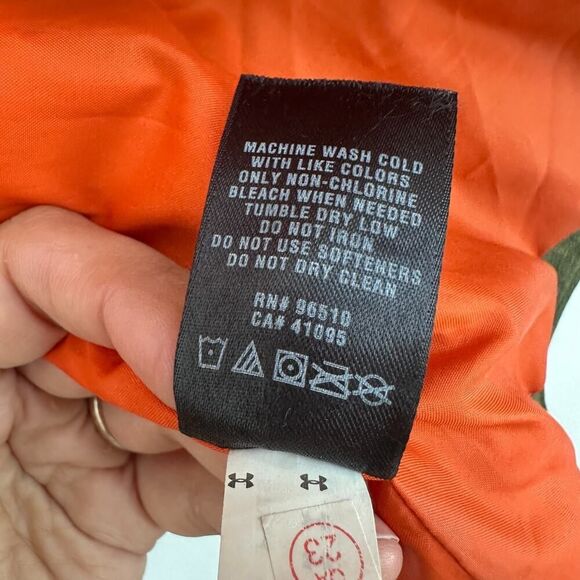 MACHINE WASH COLD
WITH LIKE COLORS
ONLY NON-CHLORINE
BLEACH WHEN NEEDED
TUMBLE DRY LOW
DO NOT IRON
DO NOT USE SOFTENERS
DO NOT DRY CLEAN
RN# 96510
CA# 41095
23